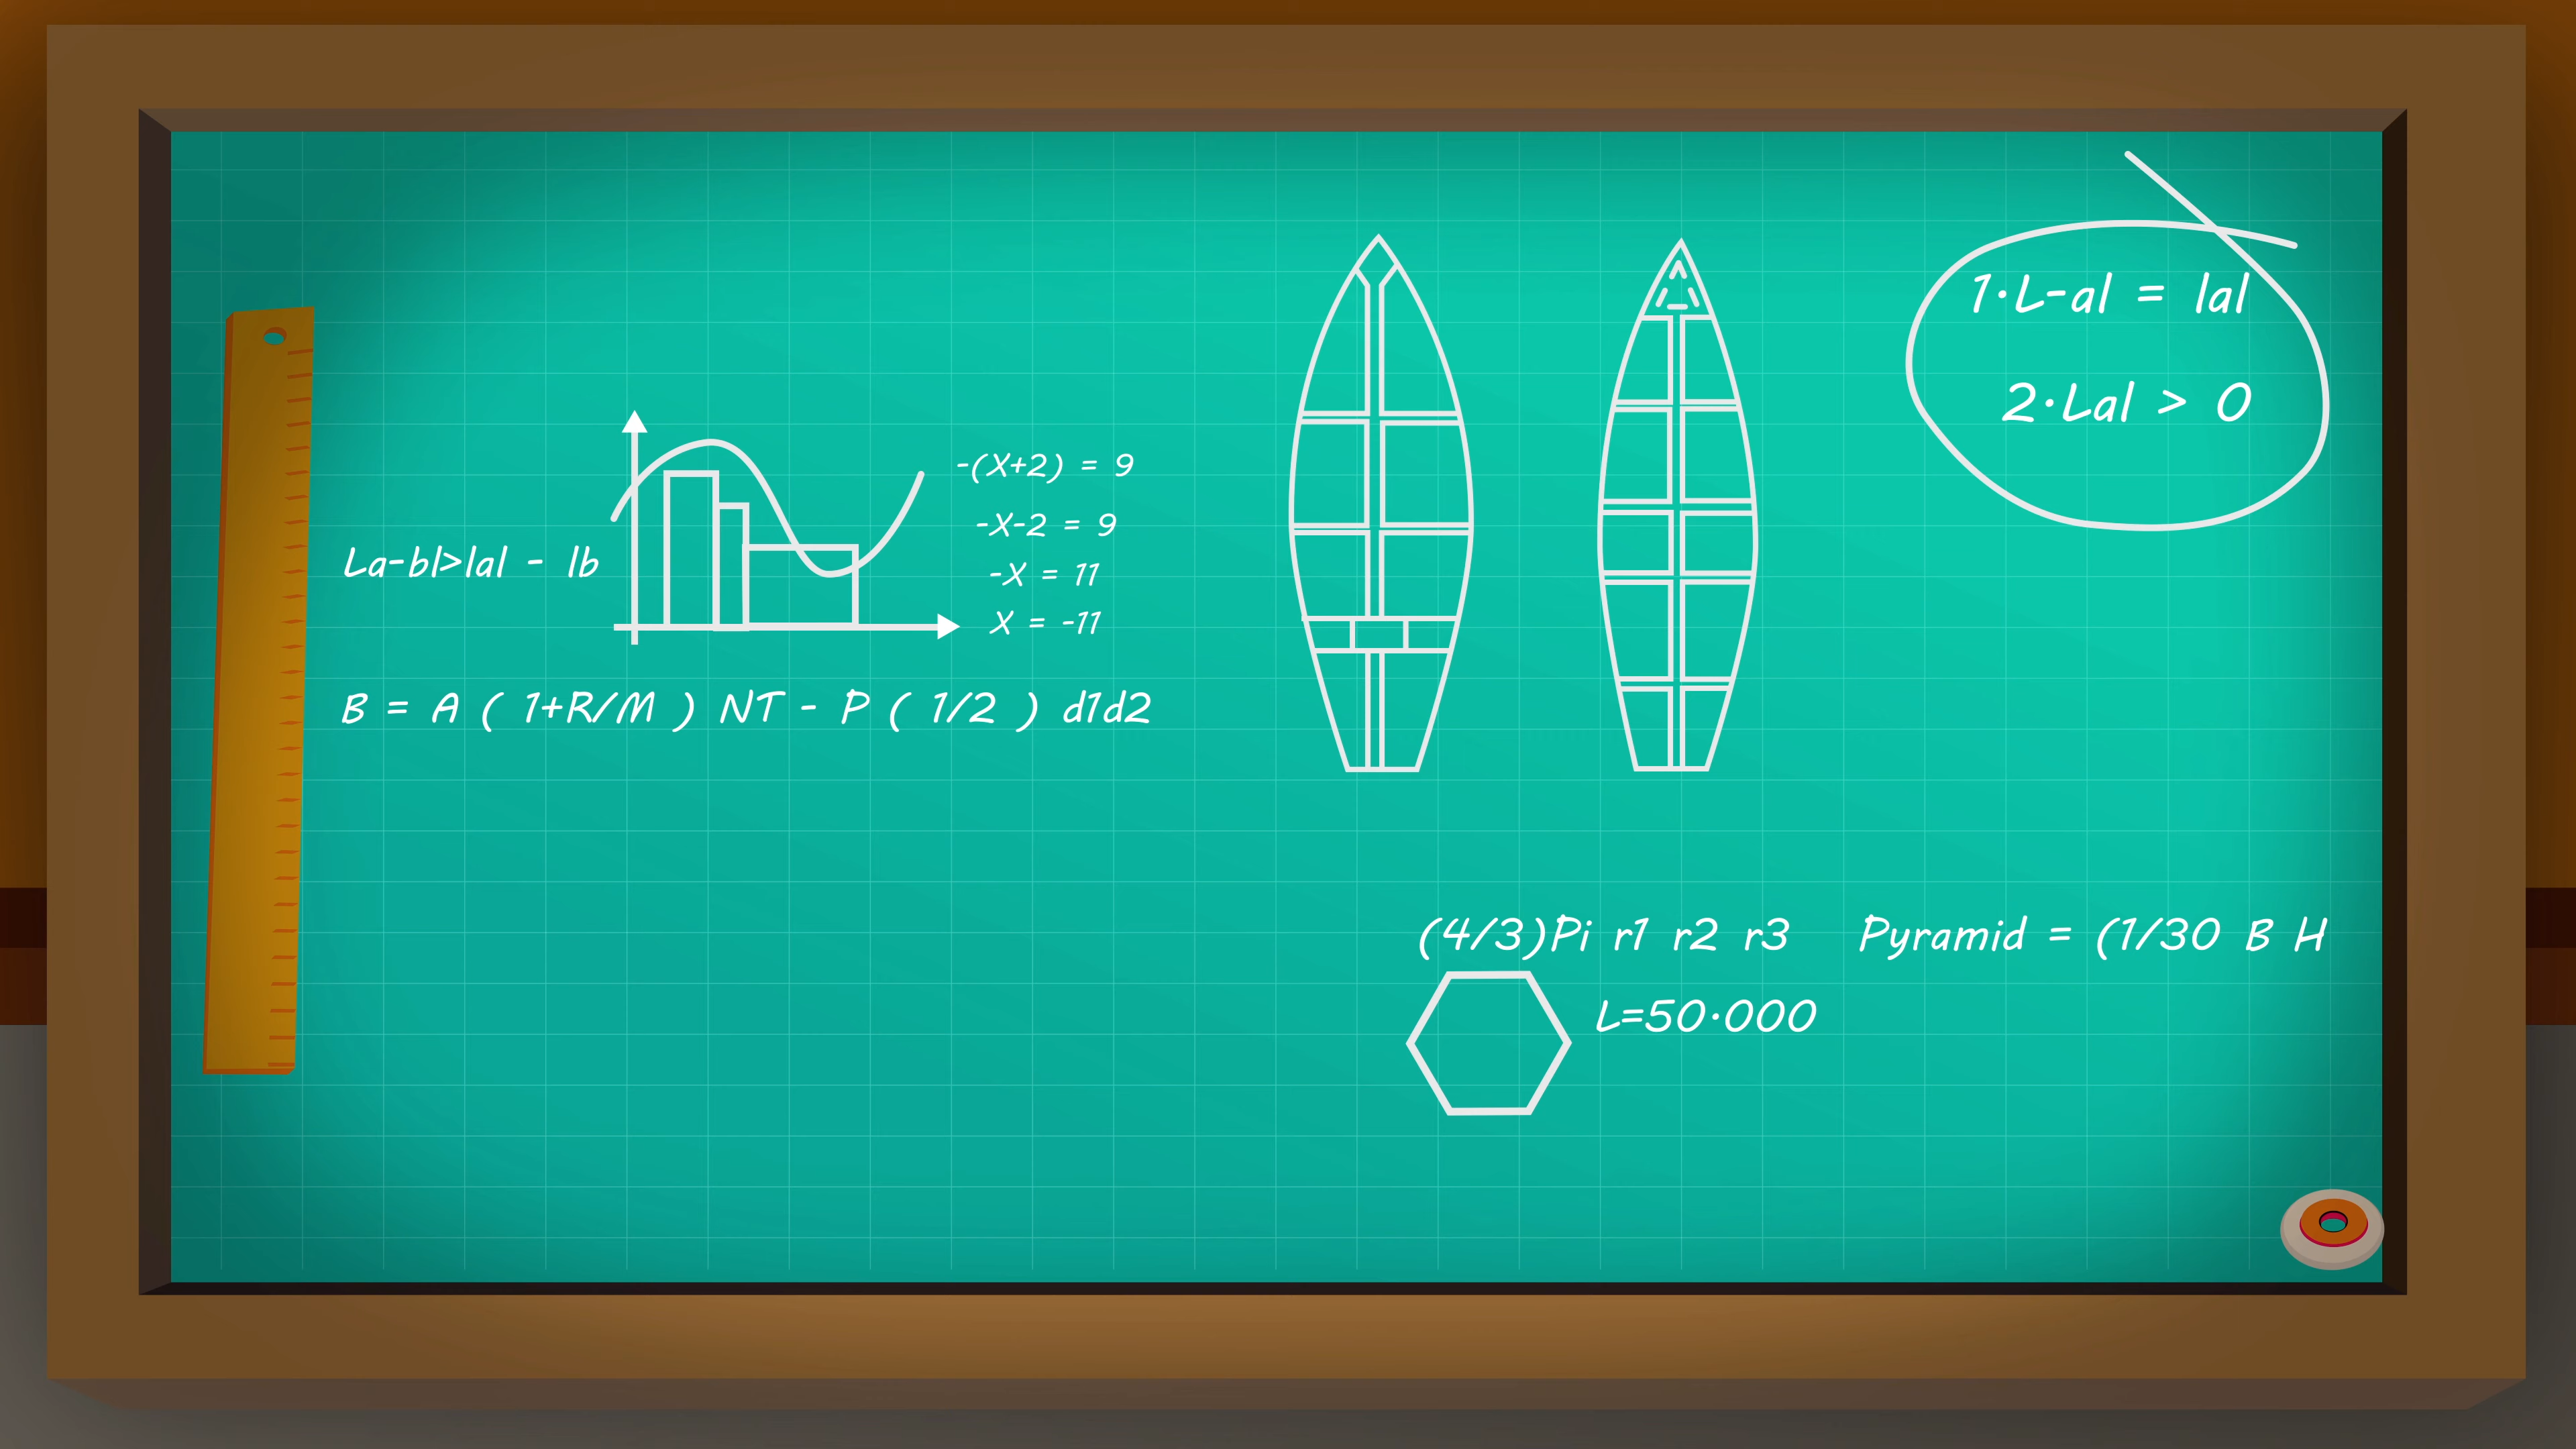 La-bl>lal - lb
-(X+2) = 9
-X-2 = 9
-X = 11
X = -11
B = A ( 1+R/M ) NT - P ( 1/2 ) d1d2
1·L-al = lal
2·Lal > 0
(4/3)Pi r1 r2 r3
Pyramid = (1/30 B H
L=50·000